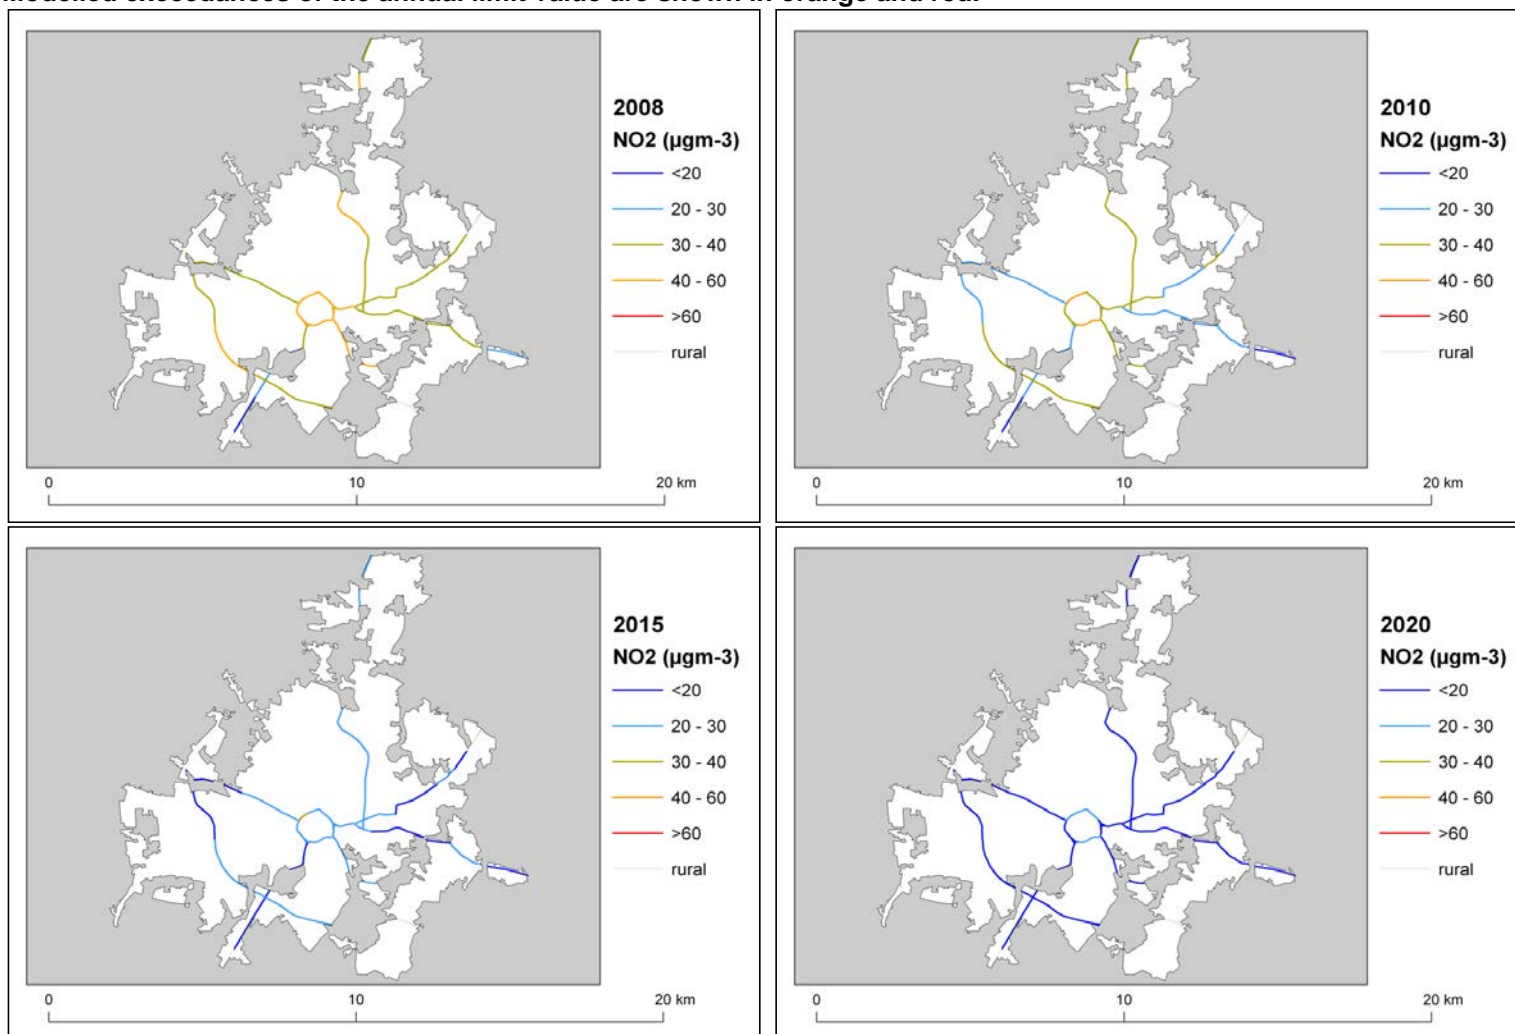 Modelled exceedances of the annual limit value are shown in orange and red.
2008
NO2 (µgm-3)
<20
20 - 30
30 - 40
40 - 60
>60
rural
0 10 20 km
2010
NO2 (µgm-3)
<20
20 - 30
30 - 40
40 - 60
>60
rural
0 10 20 km
2015
NO2 (µgm-3)
<20
20 - 30
30 - 40
40 - 60
>60
rural
0 10 20 km
2020
NO2 (µgm-3)
<20
20 - 30
30 - 40
40 - 60
>60
rural
0 10 20 km